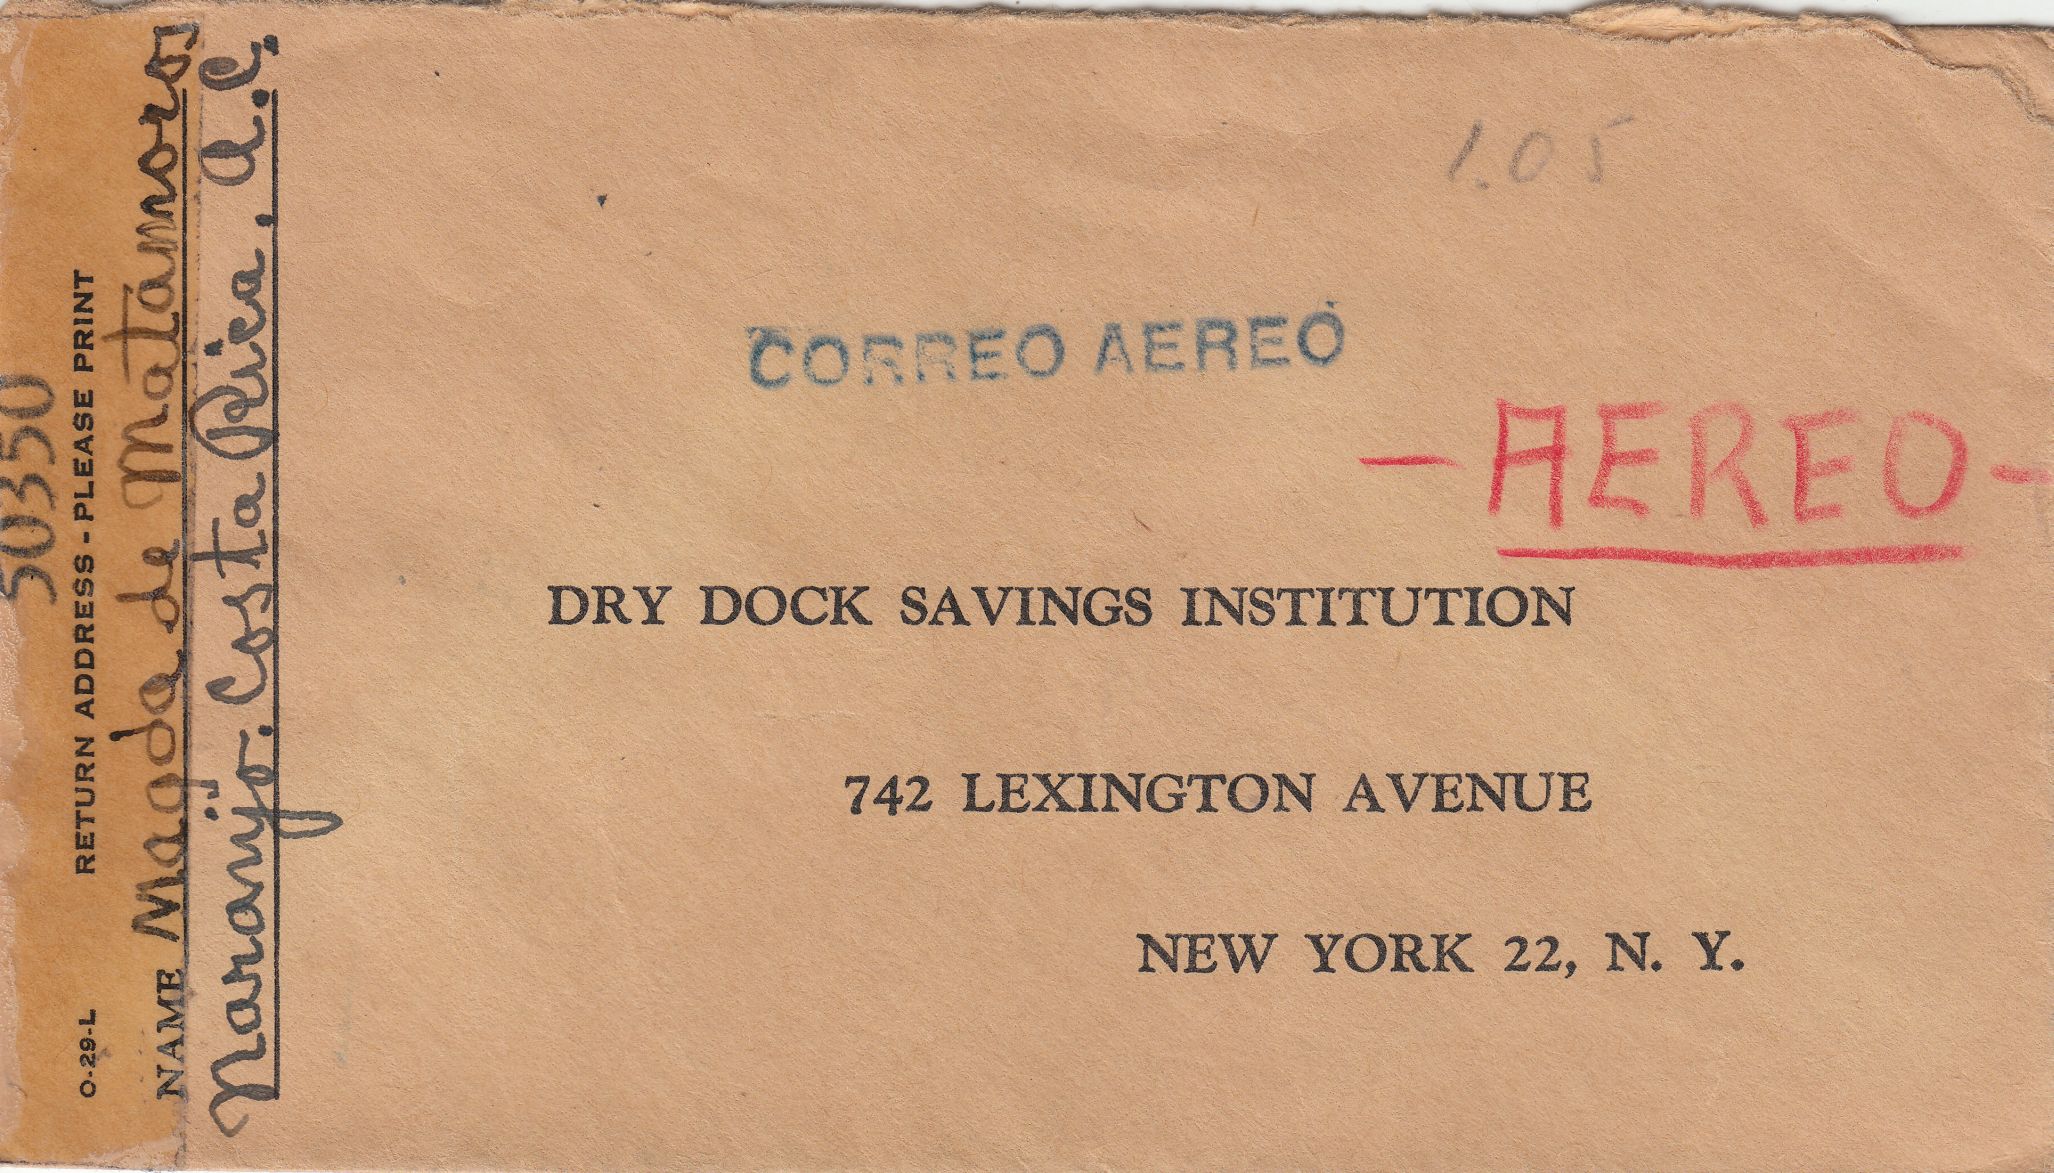 50350
RETURN ADDRESS - PLEASE PRINT
O-29-L
NAME Magda de Matamoros
Naranjo. Costa Rica, A.C.
1.05
CORREO AEREO
- AEREO -
DRY DOCK SAVINGS INSTITUTION
742 LEXINGTON AVENUE
NEW YORK 22, N. Y.